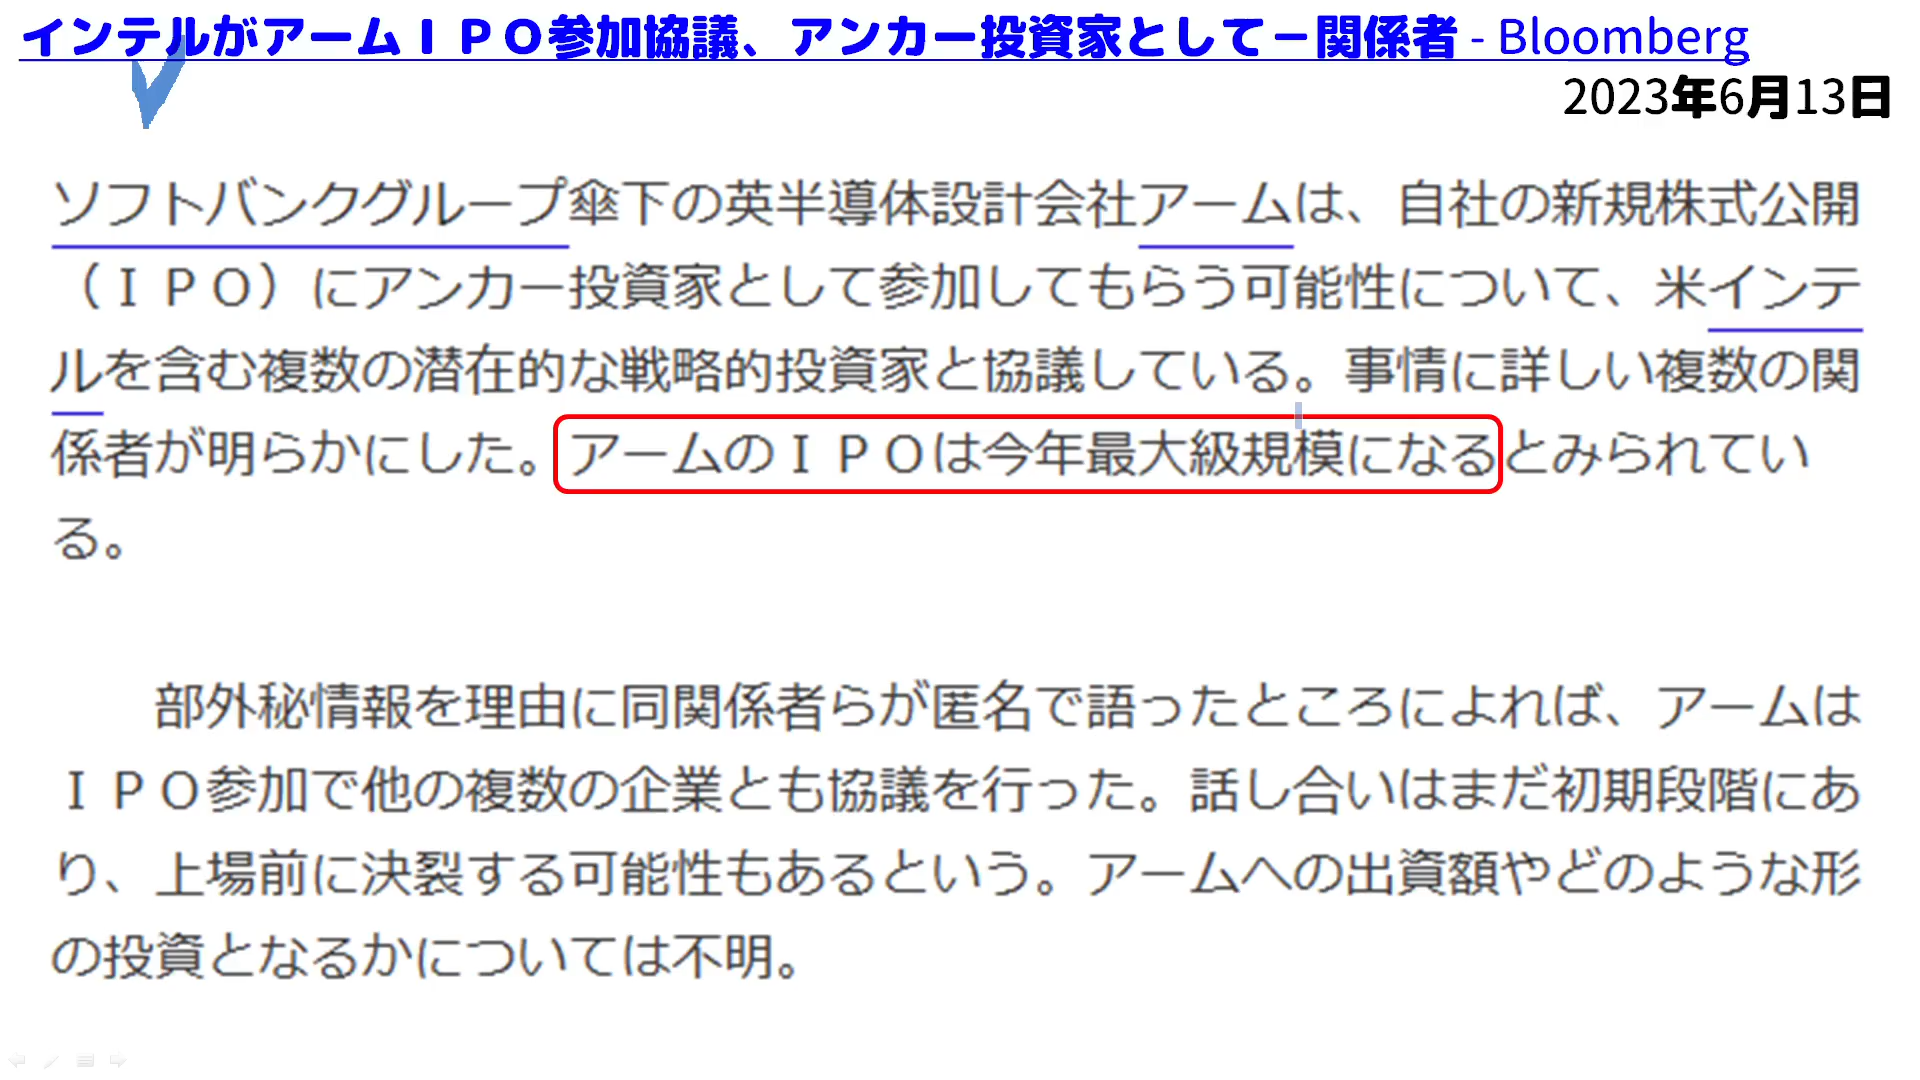 インテルがアームＩＰＯ参加協議、アンカー投資家として－関係者 - Bloomberg
2023年6月13日
ソフトバンクグループ傘下の英半導体設計会社アームは、自社の新規株式公開
（ＩＰＯ）にアンカー投資家として参加してもらう可能性について、米インテ
ルを含む複数の潜在的な戦略的投資家と協議している。事情に詳しい複数の関
係者が明らかにした。アームのＩＰＯは今年最大級規模になるとみられてい
る。
部外秘情報を理由に同関係者らが匿名で語ったところによれば、アームは
ＩＰＯ参加で他の複数の企業とも協議を行った。話し合いはまだ初期段階にあ
り、上場前に決裂する可能性もあるという。アームへの出資額やどのような形
の投資となるかについては不明。